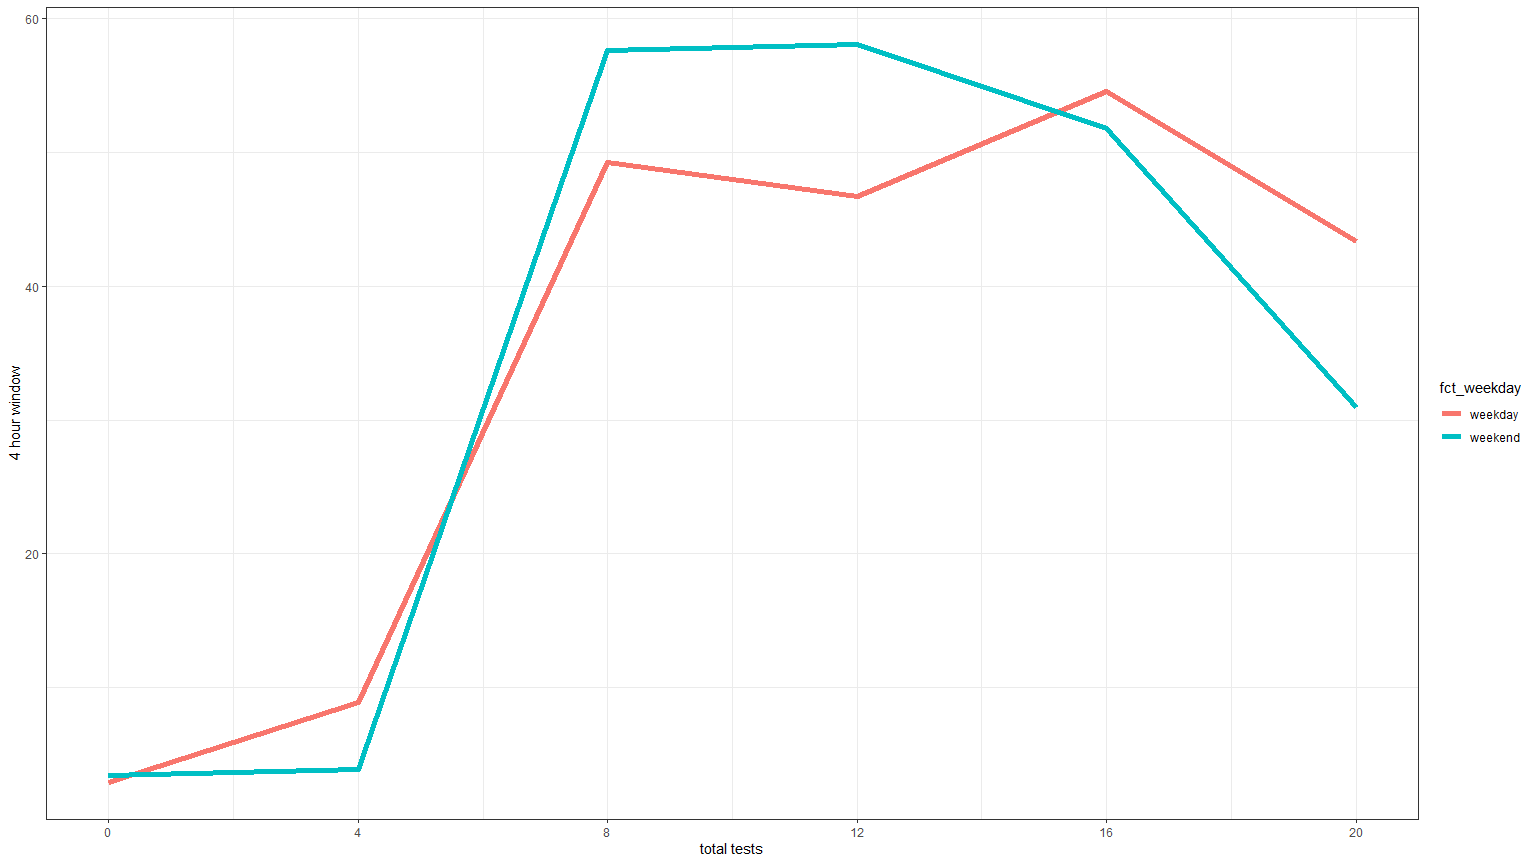 60
40
20
4 hour window
0 4 8 12 16 20
total tests
fct_weekday
weekday
weekend